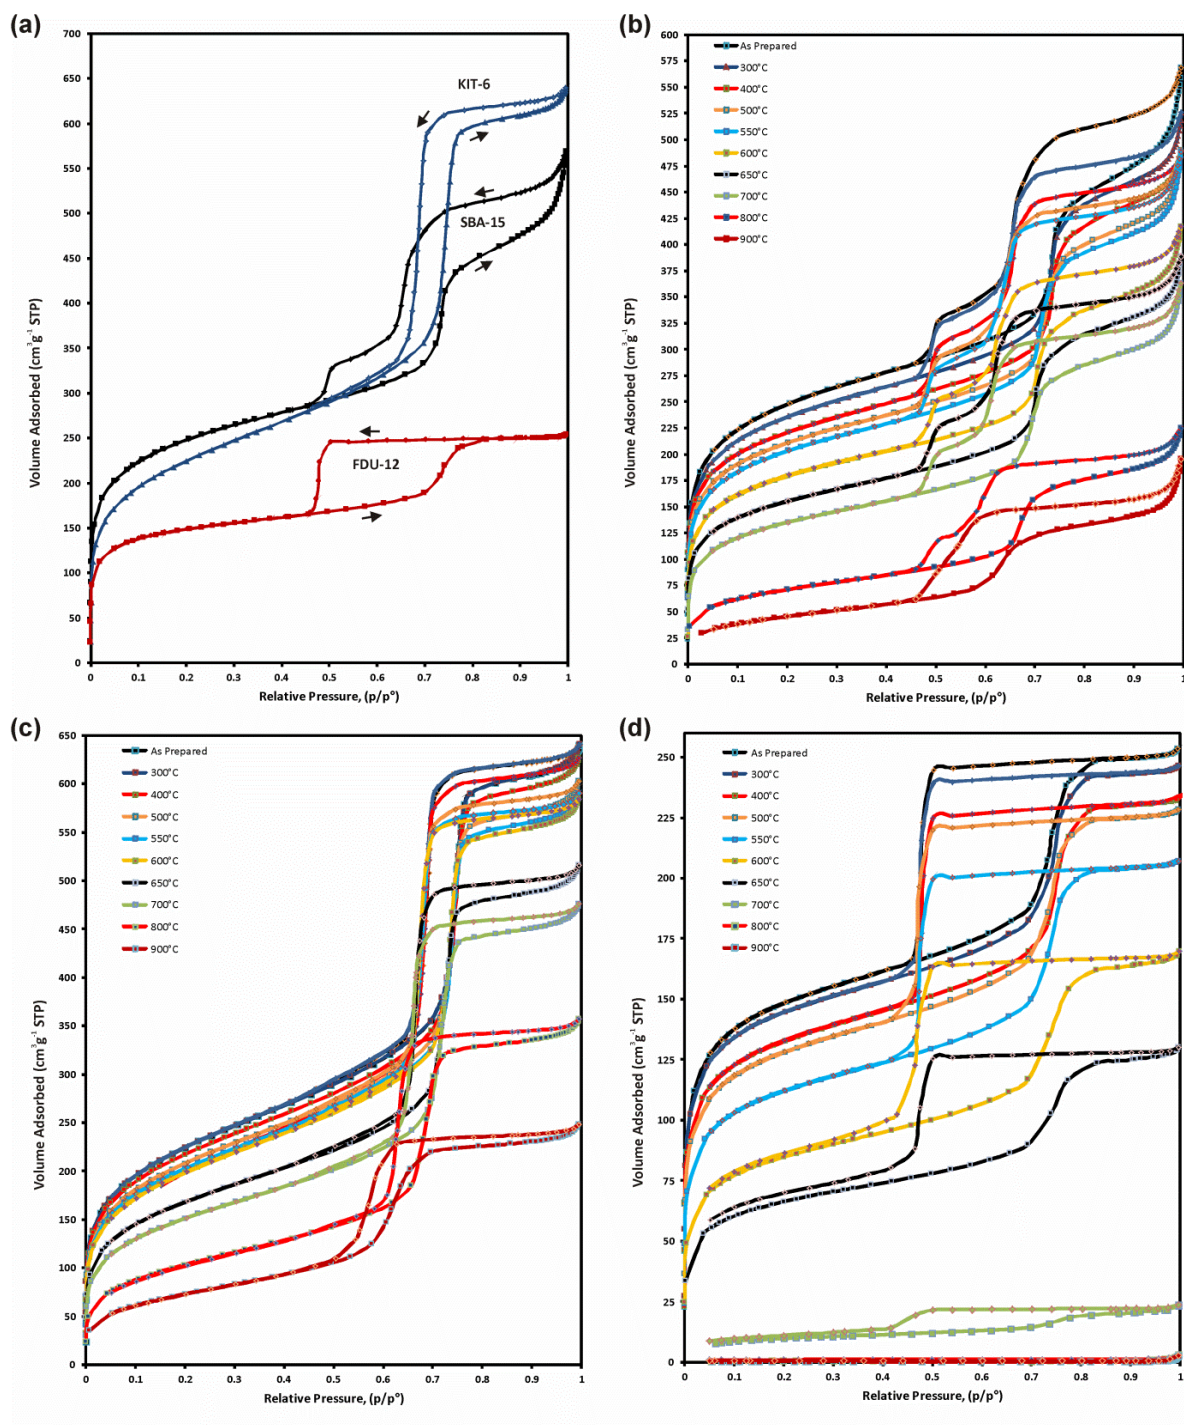 (a)
700
650
600
550
500
450
400
350
300
250
200
150
100
50
0
Volume Adsorbed (cm³g⁻¹ STP)
KIT-6
SBA-15
FDU-12
0 0.1 0.2 0.3 0.4 0.5 0.6 0.7 0.8 0.9 1
Relative Pressure, (p/p°)
(b)
600
575
550
525
500
475
450
425
400
375
350
325
300
275
250
225
200
175
150
125
100
75
50
25
0
Volume Adsorbed (cm³g⁻¹ STP)
As Prepared
300°C
400°C
500°C
550°C
600°C
650°C
700°C
800°C
900°C
0 0.1 0.2 0.3 0.4 0.5 0.6 0.7 0.8 0.9 1
Relative Pressure, (p/p°)
(c)
650
600
550
500
450
400
350
300
250
200
150
100
50
0
Volume Adsorbed (cm³g⁻¹ STP)
As Prepared
300°C
400°C
500°C
550°C
600°C
650°C
700°C
800°C
900°C
0 0.1 0.2 0.3 0.4 0.5 0.6 0.7 0.8 0.9 1
Relative Pressure, (p/p°)
(d)
250
225
200
175
150
125
100
75
50
25
0
Volume Adsorbed (cm³g⁻¹ STP)
As Prepared
300°C
400°C
500°C
550°C
600°C
650°C
700°C
800°C
900°C
0 0.1 0.2 0.3 0.4 0.5 0.6 0.7 0.8 0.9 1
Relative Pressure, (p/p°)